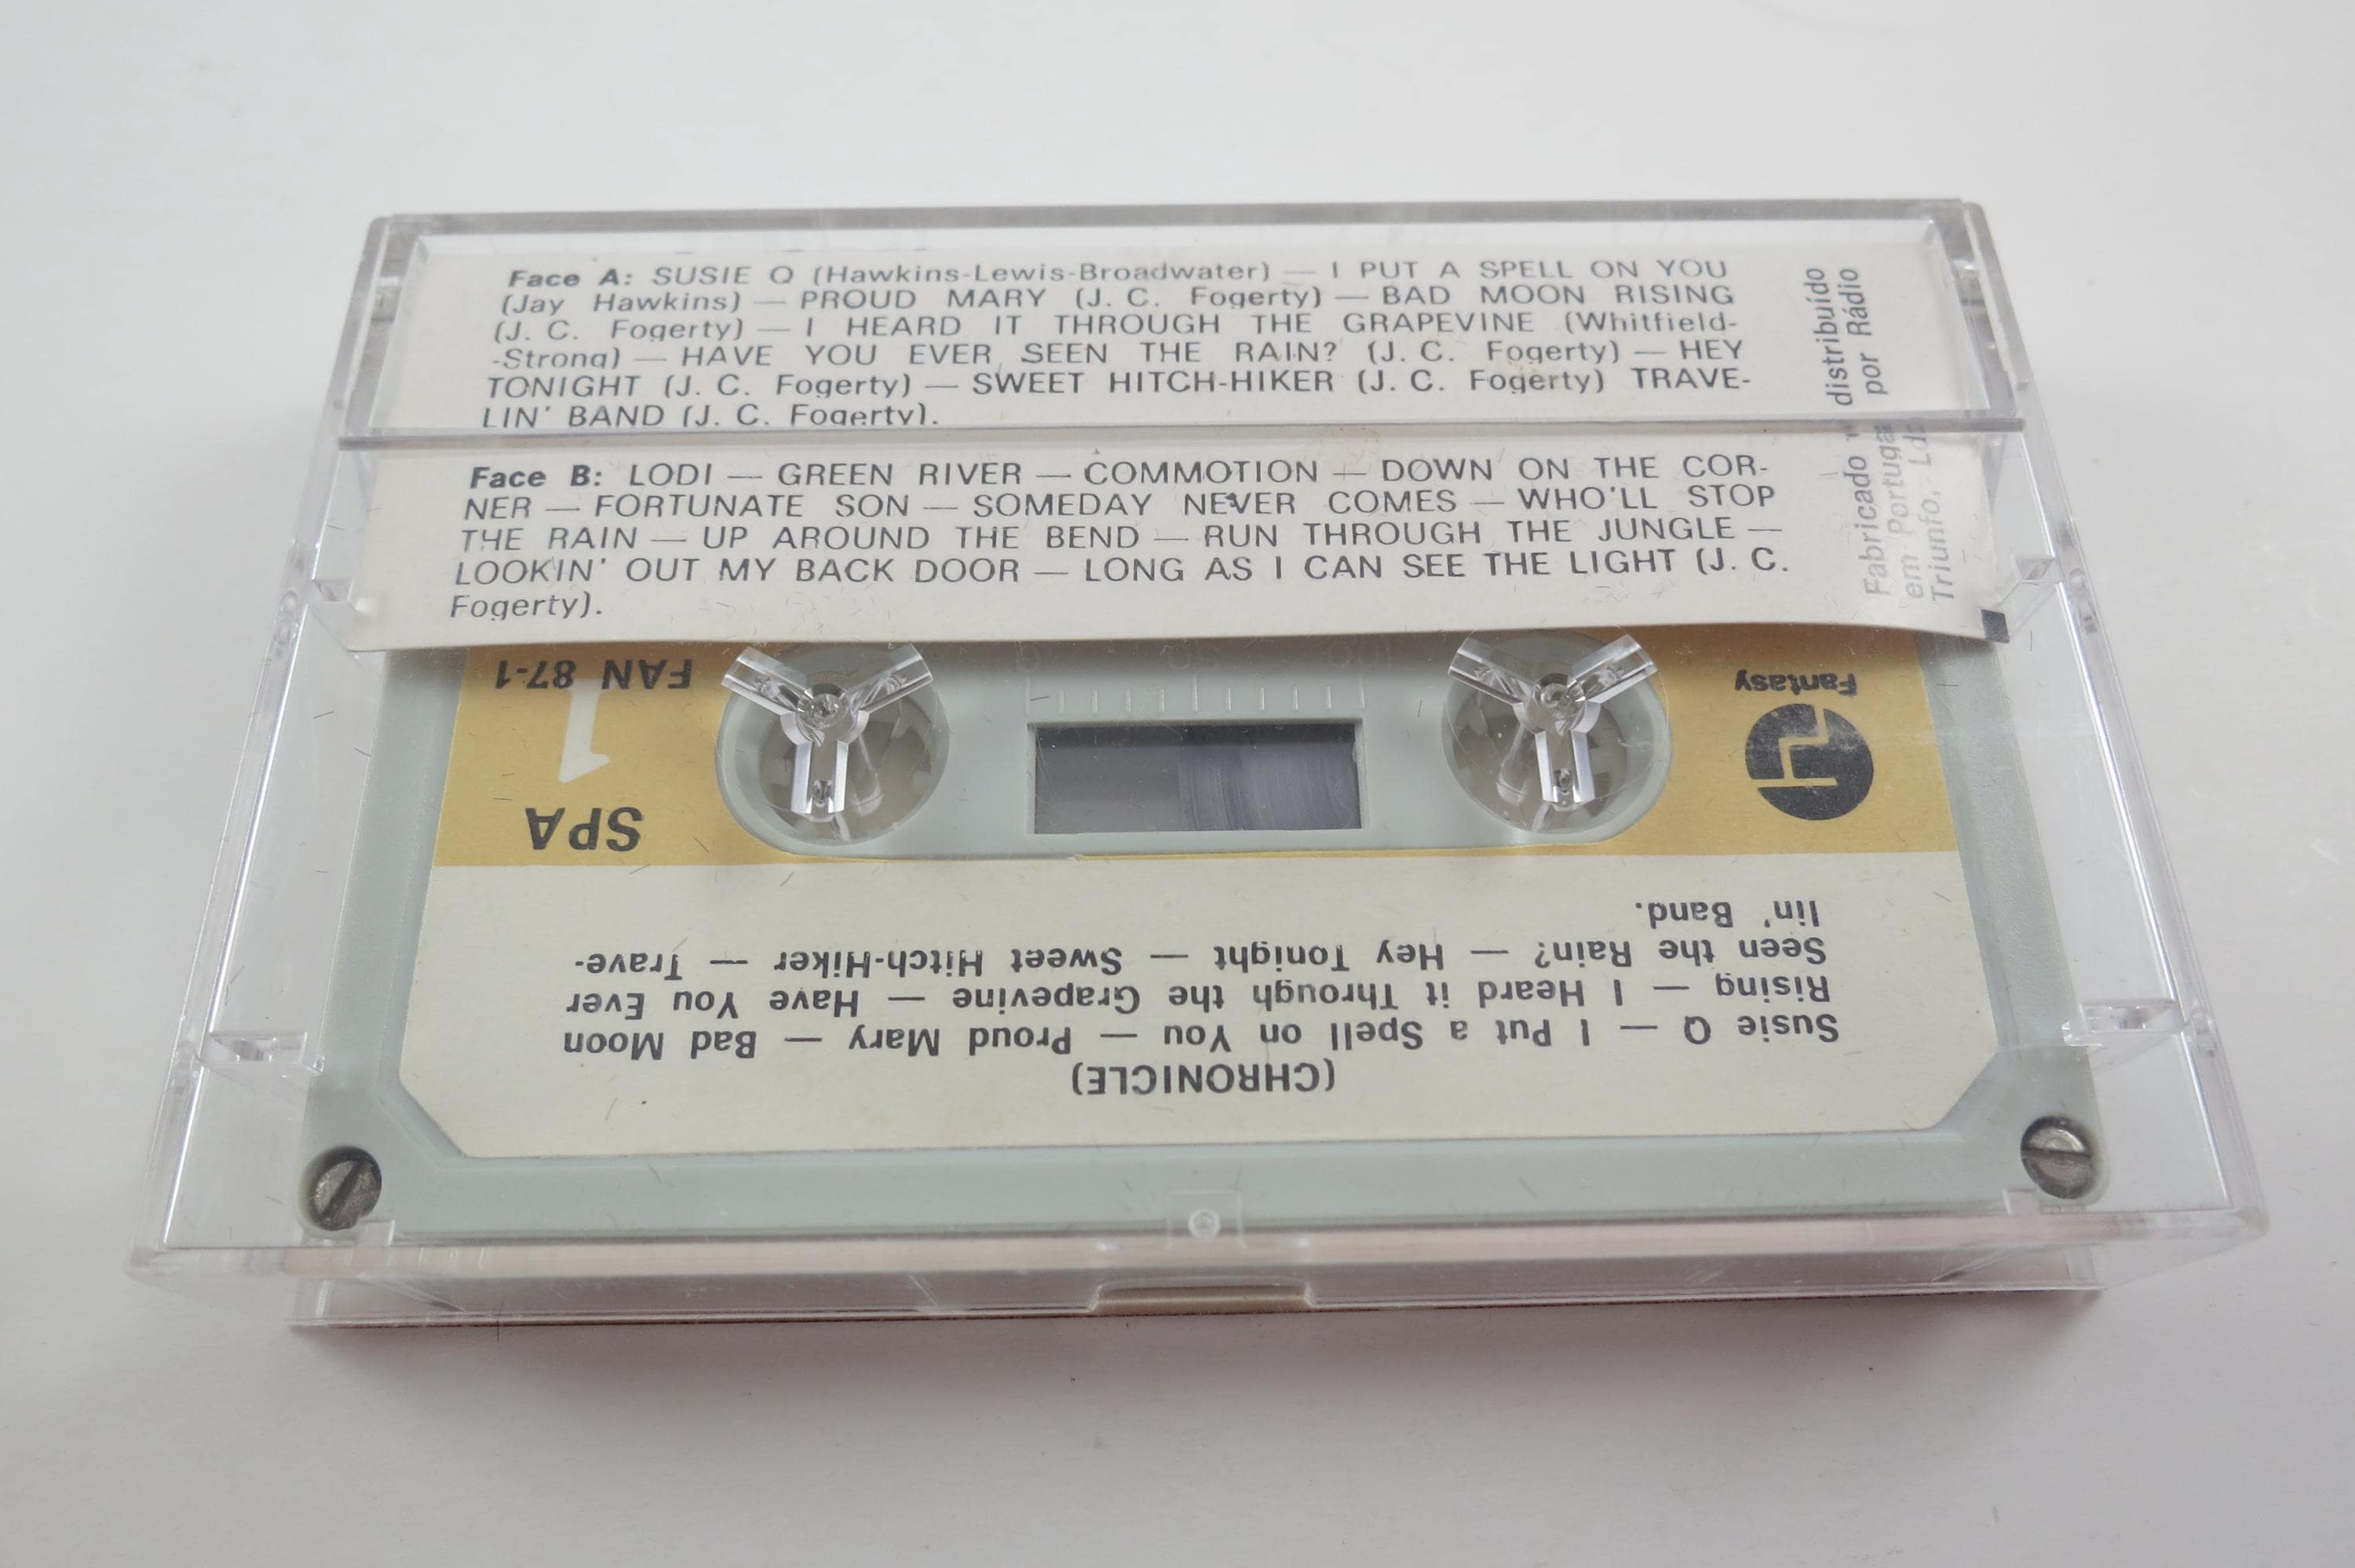 Face A: SUSIE Q (Hawkins-Lewis-Broadwater) — I PUT A SPELL ON YOU
(Jay Hawkins) — PROUD MARY (J. C. Fogerty) — BAD MOON RISING
(J. C. Fogerty) — I HEARD IT THROUGH THE GRAPEVINE (Whitfield-
-Strong) — HAVE YOU EVER SEEN THE RAIN? (J. C. Fogerty) — HEY
TONIGHT (J. C. Fogerty) — SWEET HITCH-HIKER (J. C. Fogerty) TRAVE-
LIN' BAND (J. C. Fogerty).
Face B: LODI — GREEN RIVER — COMMOTION — DOWN ON THE COR-
NER — FORTUNATE SON — SOMEDAY NEVER COMES — WHO'LL STOP
THE RAIN — UP AROUND THE BEND — RUN THROUGH THE JUNGLE —
LOOKIN' OUT MY BACK DOOR — LONG AS I CAN SEE THE LIGHT (J. C.
Fogerty).
Fabricado distribuído
em Portugal por Rádio
Triunfo, Lda
(CHRONICLE)
Susie Q — I Put a Spell on You — Proud Mary — Bad Moon
Rising — I Heard it Through the Grapevine — Have You Ever
Seen the Rain? — Hey Tonight — Sweet Hitch-Hiker — Trave-
lin' Band.
SPA
1
FAN 87-1
Fantasy
0 50 100